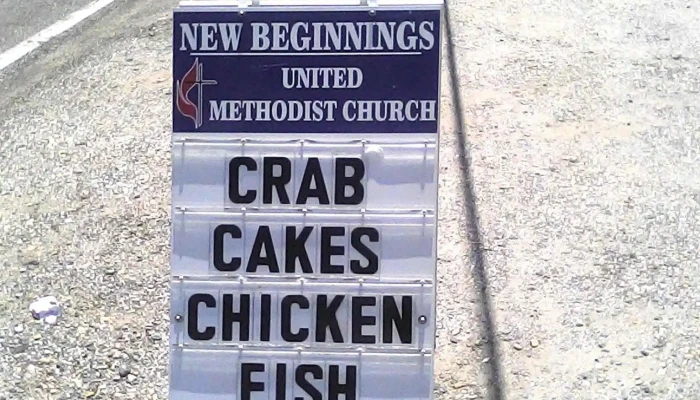 NEW BEGINNINGS
UNITED
METHODIST CHURCH
CRAB
CAKES
CHICKEN
FISH